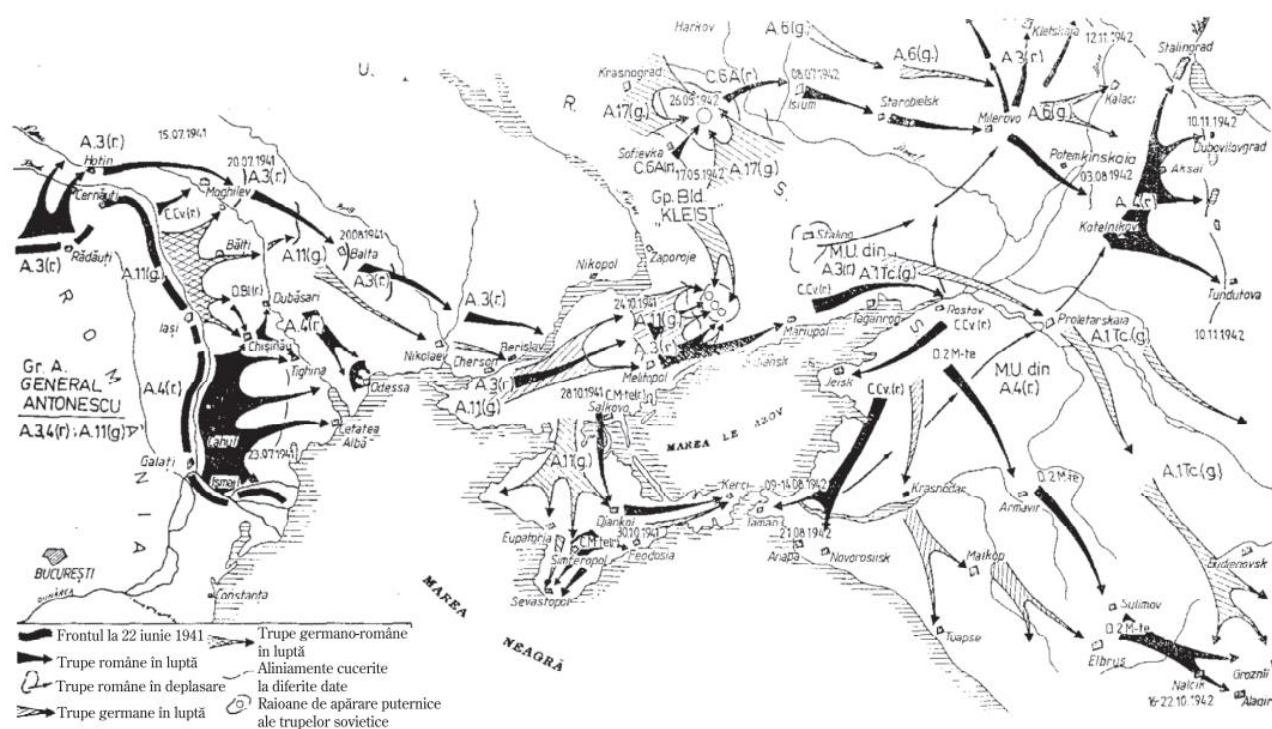 Harkov
A.6(g.)
Kletskaja
12.11.1942
Stalingrad
U.
R.
S.
S.
Krasnograd
C.6A(r)
08.07.1942
A.6(g.)
A.3(r.)
26.05.1942
Isium
Starobielsk
Kalaci
A.17(g.)
Milerovo
A.6(g)
10.11.1942
Dubovilovgrad
15.07.1941
A.3(r.)
Hotin
20.07.1941
A.3(r.)
Moghilev
Sofievka
C.6A(r)
17.05.1942
A.17(g.)
Potemkinskaia
03.08.1942
Aksai
Cernăuți
C.Cv.(r)
Bug
Gp. Bld.
"KLEIST"
A.4(r)
Kotelnikov
A.3(r)
Rădăuți
A.11(g.)
Bălți
A.11(g)
20.08.1941
Balta
A.3(r.)
Nikopol
Zaporoje
Stalino
M.U. din
A.3(r)
A.1Tc.(g)
C.Cv.(r)
Tundutova
D.Bl(r)
Dubăsari
A.3(r.)
24.10.1941
A.11(g)
Mariupol
Taganrog
Rostov
C.Cv.(r)
Proletarskaia
10.11.1942
Iași
A.4(r)
Chișinău
Nikolaev
Cherson
Berislav
A.3(r.)
Melitopol
A.1Tc.(g)
Gr. A.
GENERAL
ANTONESCU
A.3,4(r); A.11(g)
A.4(r.)
Tighina
Odessa
A.3(r)
A.11(g)
28.10.1941
C.M-te(r.)
Salkovo
Jeisk
D.2 M-te
M.U. din
A.4(r)
C.Cv.(r)
R
O
M
Â
N
I
A
Cahul
Cetatea
Albă
MAREA DE AZOV
Galați
Ismail
23.07.1941
A.11(g)
A.1Tc(g)
Kerci
09-14.08.1942
Krasnodar
D.2 M-te
Armavir
Djankoi
30.10.1941
Taman
21.08.1942
Anapa
Novorosiisk
Eupatoria
C.M-te(r)
Simferopol
Feodosia
Maikop
Budienovsk
BUCUREȘTI
DUNĂREA
Constanța
Sevastopol
MAREA
NEAGRĂ
Tuapse
Sulimov
D.2 M-te
Elbrus
Groznîi
Nalcik
16-22.10.1942
Alagir
Frontul la 22 iunie 1941
Trupe române în luptă
Trupe române în deplasare
Trupe germane în luptă
Trupe germano-române
în luptă
Aliniamente cucerite
la diferite date
Raioane de apărare puternice
ale trupelor sovietice